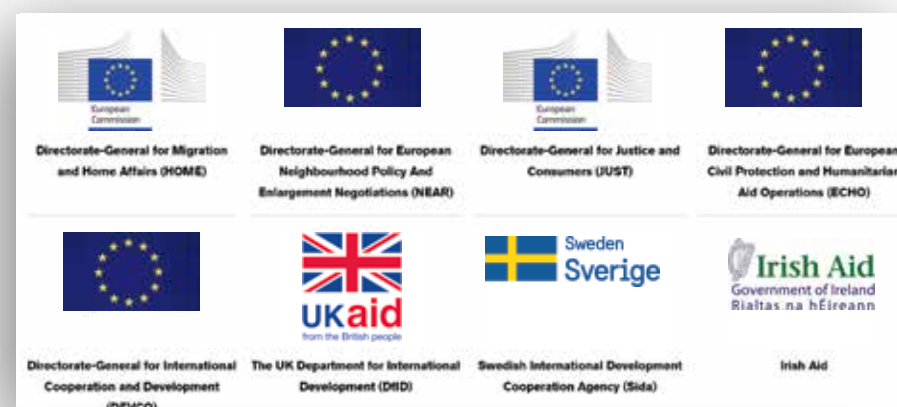 European
Commission
Directorate-General for Migration
and Home Affairs (HOME)
Directorate-General for European
Neighbourhood Policy And
Enlargement Negotiations (NEAR)
European
Commission
Directorate-General for Justice and
Consumers (JUST)
Directorate-General for European
Civil Protection and Humanitarian
Aid Operations (ECHO)
Directorate-General for International
Cooperation and Development
(DEVCO)
UKaid
from the British people
The UK Department for International
Development (DfID)
Sweden
Sverige
Swedish International Development
Cooperation Agency (Sida)
Irish Aid
Government of Ireland
Rialtas na hÉireann
Irish Aid